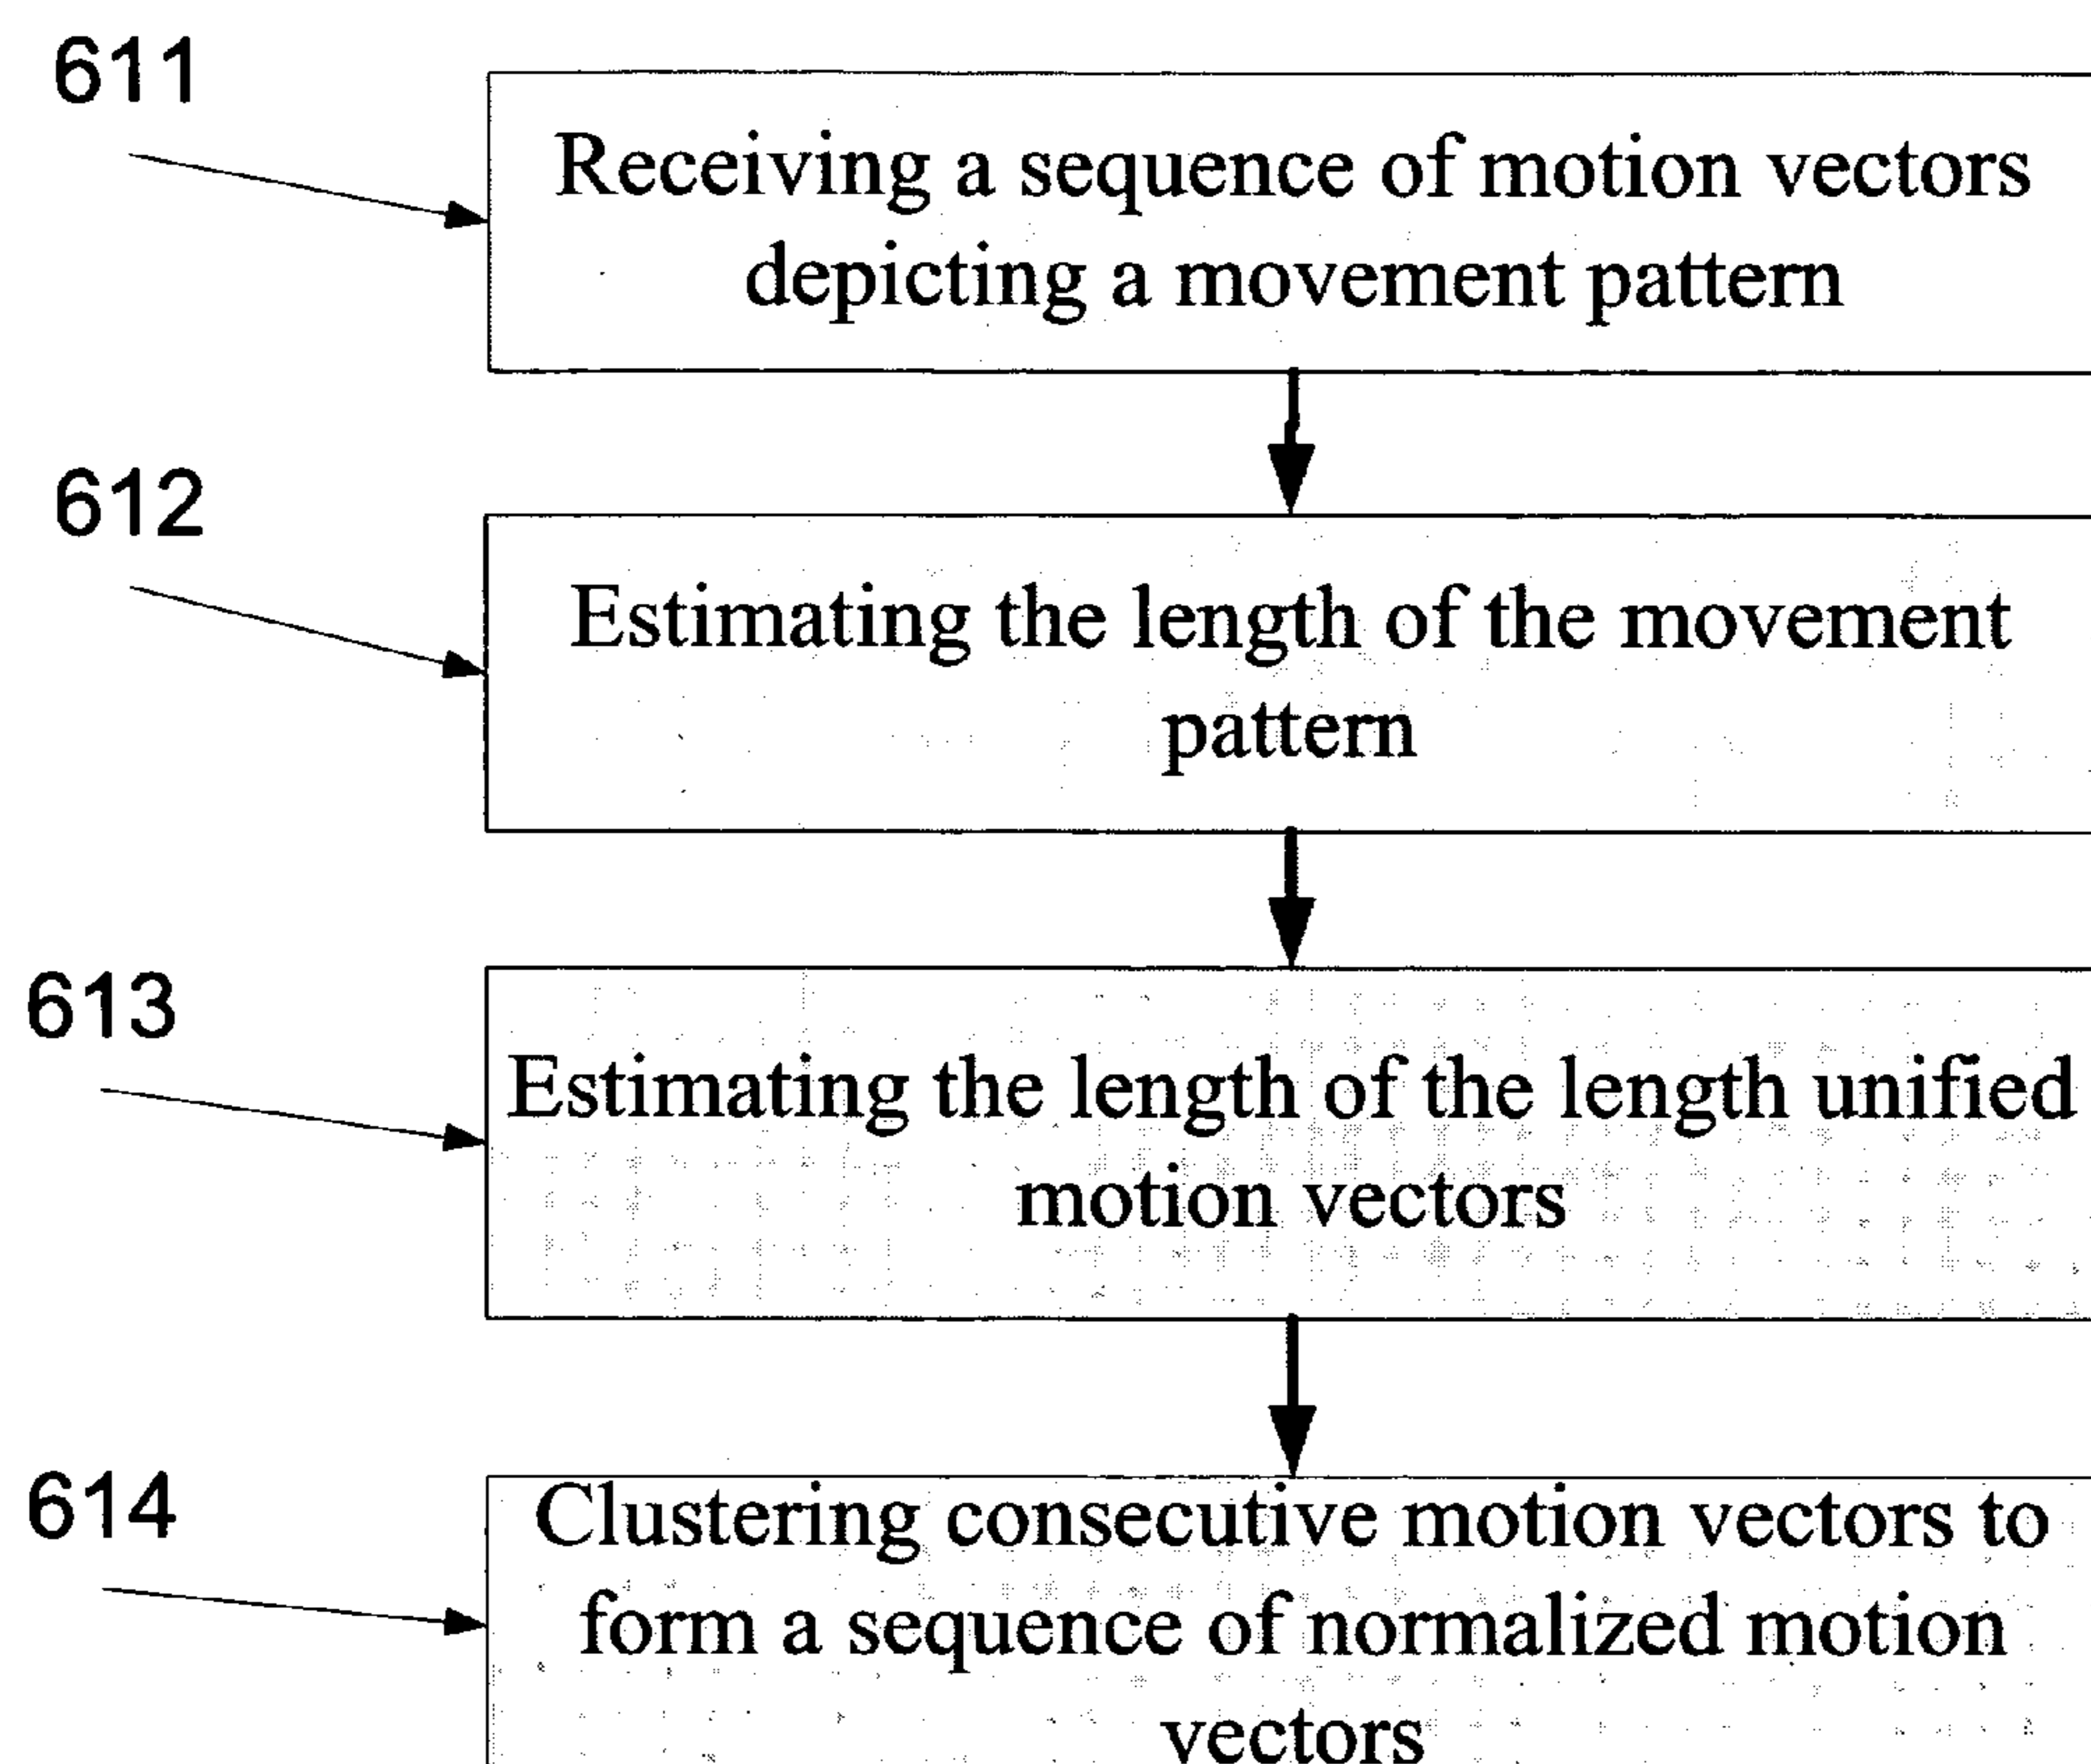 611
Receiving a sequence of motion vectors
depicting a movement pattern
612
Estimating the length of the movement
pattern
613
Estimating the length of the length unified
motion vectors
614
Clustering consecutive motion vectors to
form a sequence of normalized motion
vectors